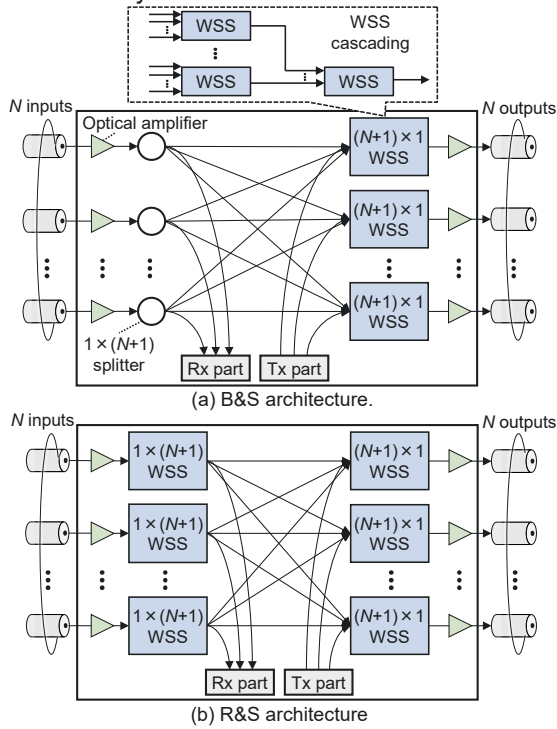 WSS
WSS
cascading
WSS
WSS
N inputs
N outputs
Optical amplifier
(N+1)×1
WSS
(N+1)×1
WSS
(N+1)×1
WSS
1×(N+1)
splitter
Rx part
Tx part
(a) B&S architecture.
N inputs
N outputs
1×(N+1)
WSS
(N+1)×1
WSS
1×(N+1)
WSS
(N+1)×1
WSS
1×(N+1)
WSS
(N+1)×1
WSS
Rx part
Tx part
(b) R&S architecture